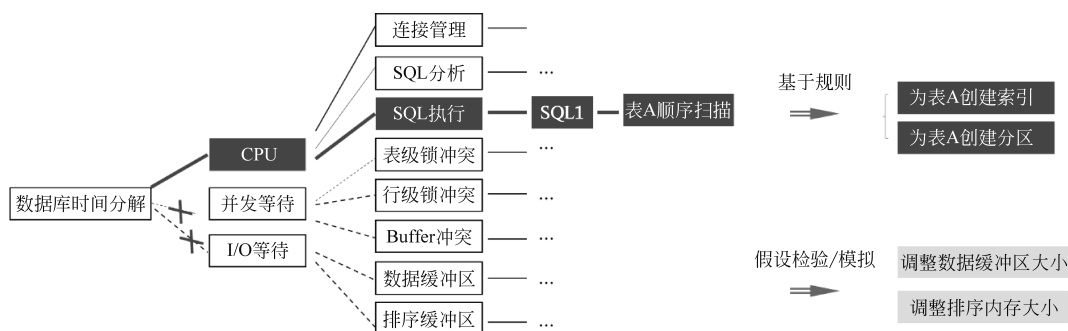 连接管理
SQL分析 ...
SQL执行 SQL1 表A顺序扫描
基于规则
为表A创建索引
为表A创建分区
CPU
表级锁冲突 ...
数据库时间分解
并发等待
行级锁冲突 ...
I/O等待
Buffer冲突 ...
数据缓冲区 ...
排序缓冲区 ...
假设检验/模拟
调整数据缓冲区大小
调整排序内存大小